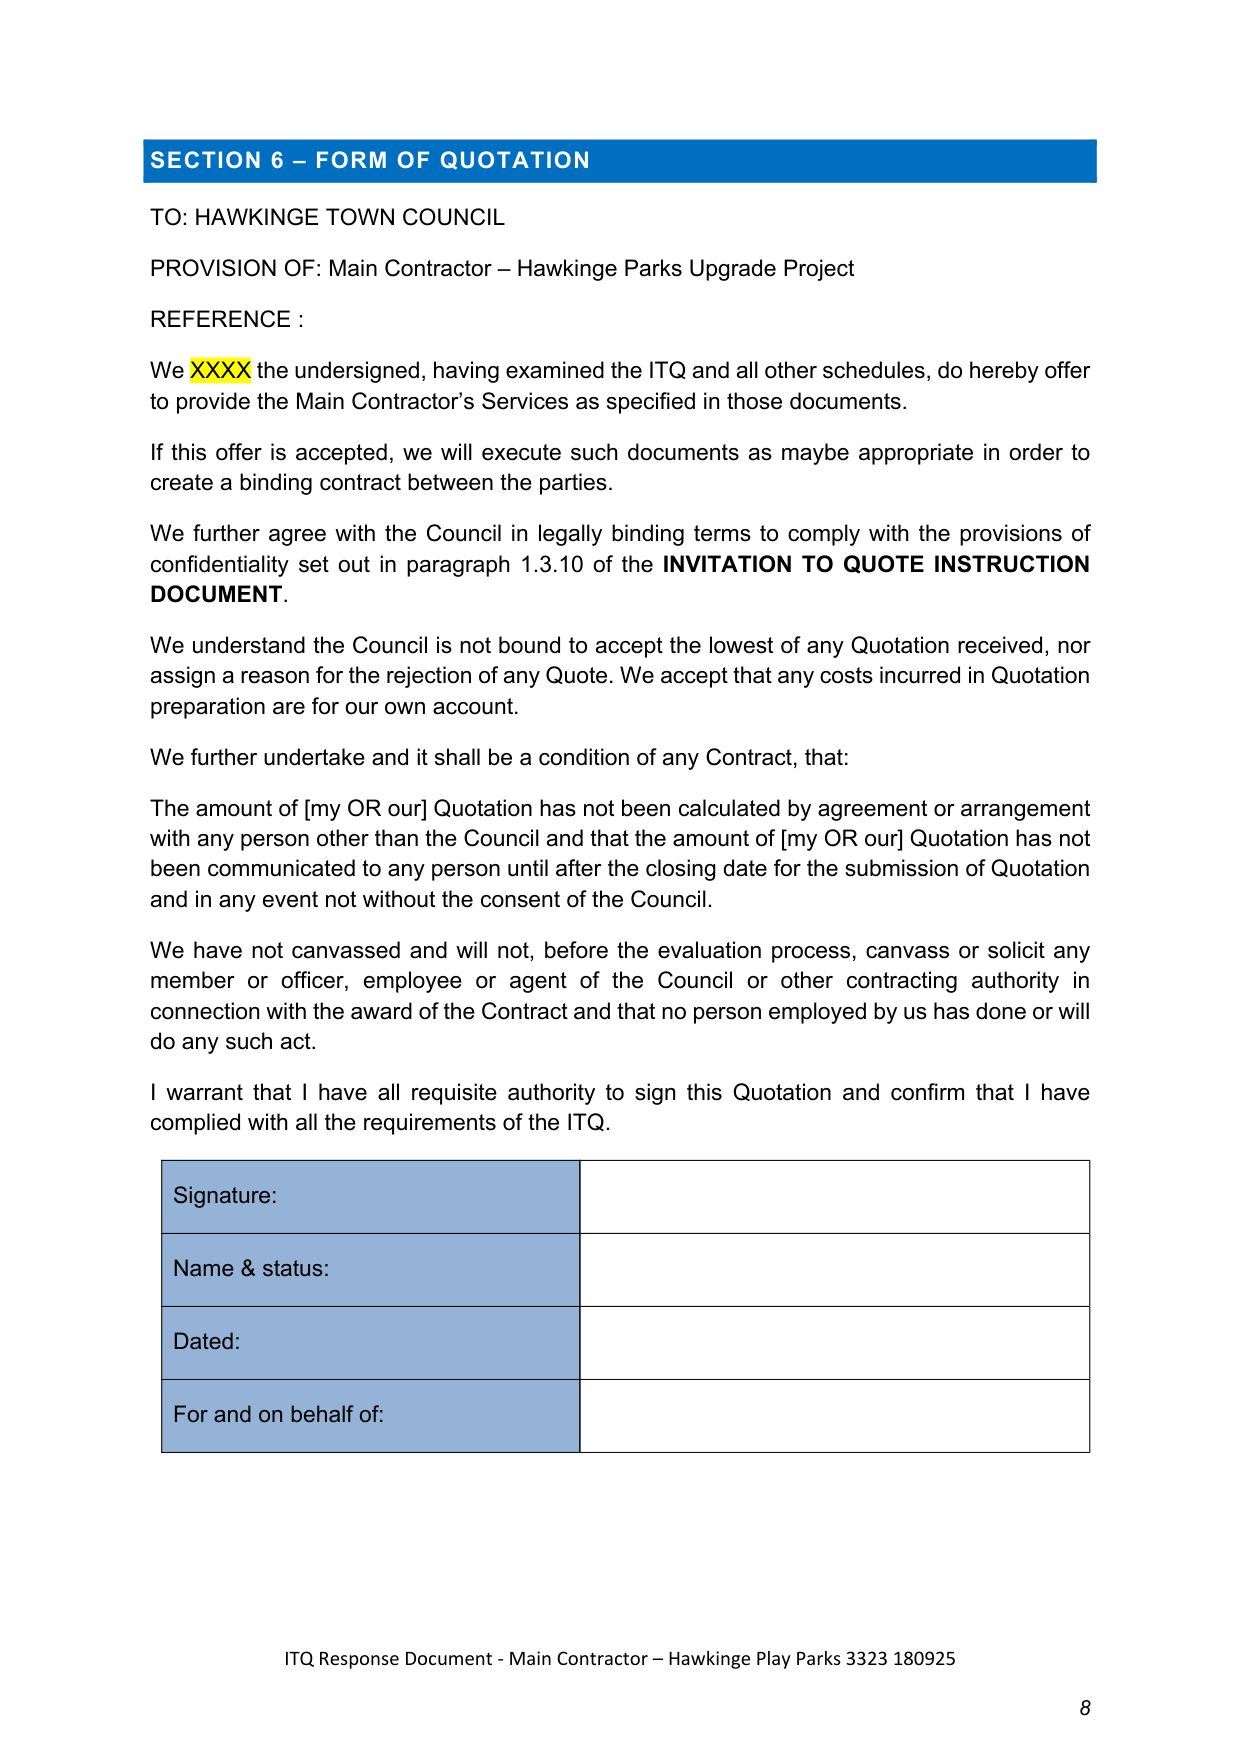 SECTION 6 – FORM OF QUOTATION
TO: HAWKINGE TOWN COUNCIL
PROVISION OF: Main Contractor – Hawkinge Parks Upgrade Project
REFERENCE :
We XXXX the undersigned, having examined the ITQ and all other schedules, do hereby offer
to provide the Main Contractor’s Services as specified in those documents.
If this offer is accepted, we will execute such documents as maybe appropriate in order to
create a binding contract between the parties.
We further agree with the Council in legally binding terms to comply with the provisions of
confidentiality set out in paragraph 1.3.10 of the INVITATION TO QUOTE INSTRUCTION
DOCUMENT.
We understand the Council is not bound to accept the lowest of any Quotation received, nor
assign a reason for the rejection of any Quote. We accept that any costs incurred in Quotation
preparation are for our own account.
We further undertake and it shall be a condition of any Contract, that:
The amount of [my OR our] Quotation has not been calculated by agreement or arrangement
with any person other than the Council and that the amount of [my OR our] Quotation has not
been communicated to any person until after the closing date for the submission of Quotation
and in any event not without the consent of the Council.
We have not canvassed and will not, before the evaluation process, canvass or solicit any
member or officer, employee or agent of the Council or other contracting authority in
connection with the award of the Contract and that no person employed by us has done or will
do any such act.
I warrant that I have all requisite authority to sign this Quotation and confirm that I have
complied with all the requirements of the ITQ.
Signature:
Name & status:
Dated:
For and on behalf of:
ITQ Response Document - Main Contractor – Hawkinge Play Parks 3323 180925
8